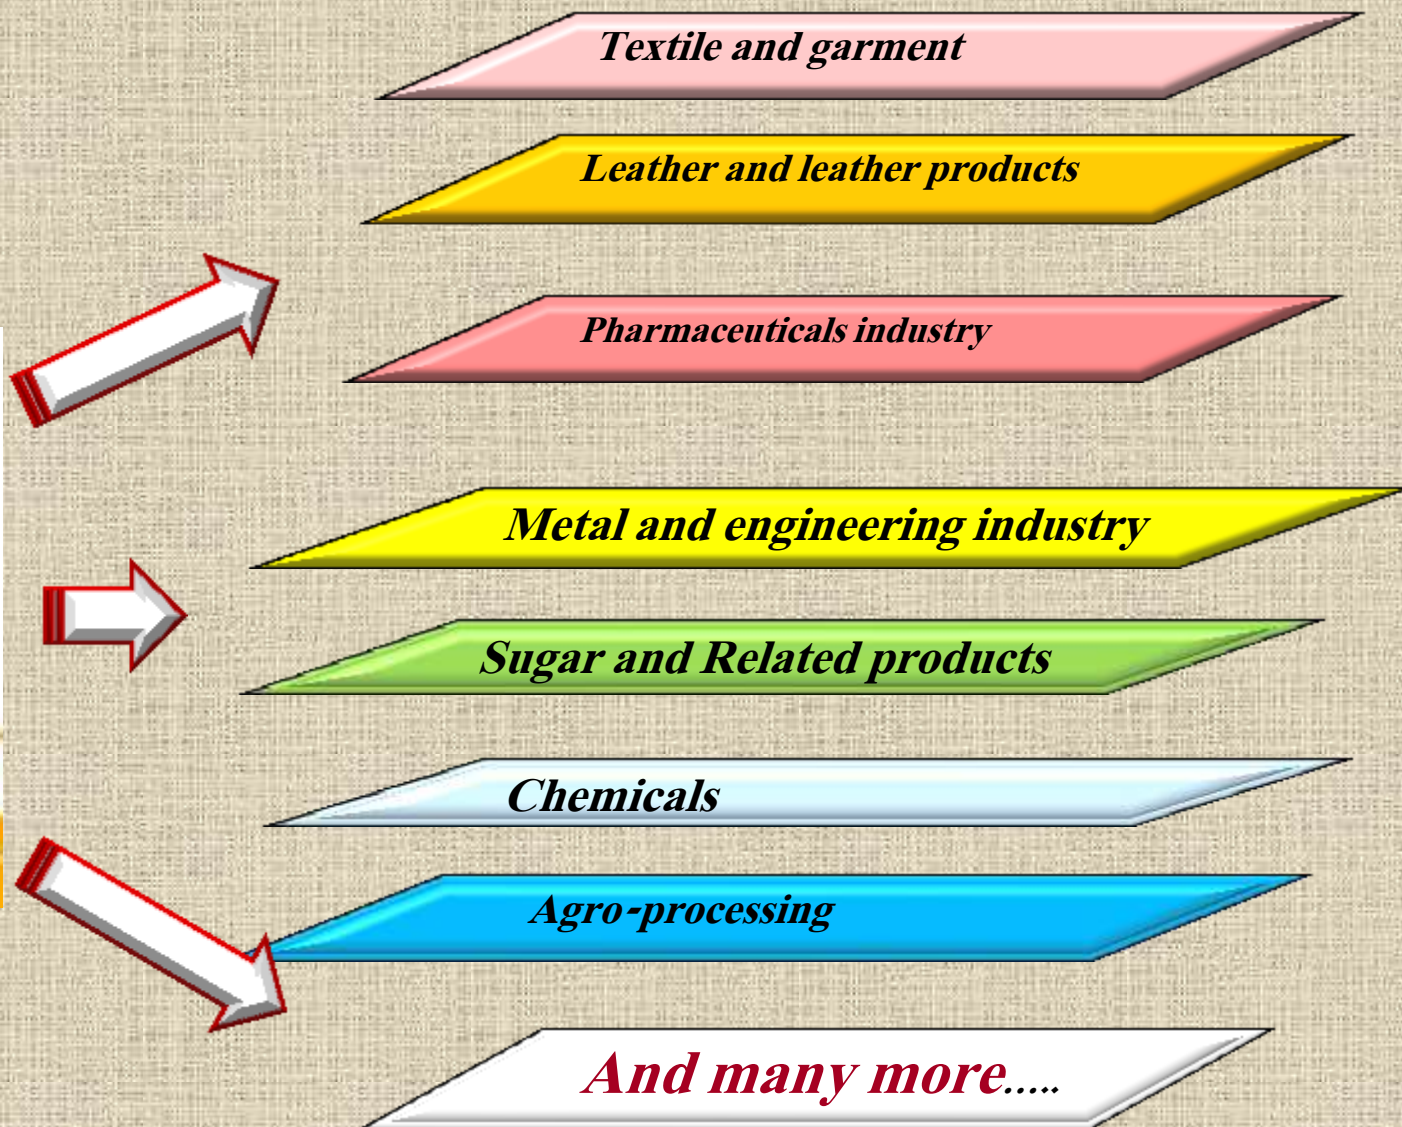 Textile and garment
Leather and leather products
Pharmaceuticals industry
Metal and engineering industry
Sugar and Related products
Chemicals
Agro-processing
And many more.....